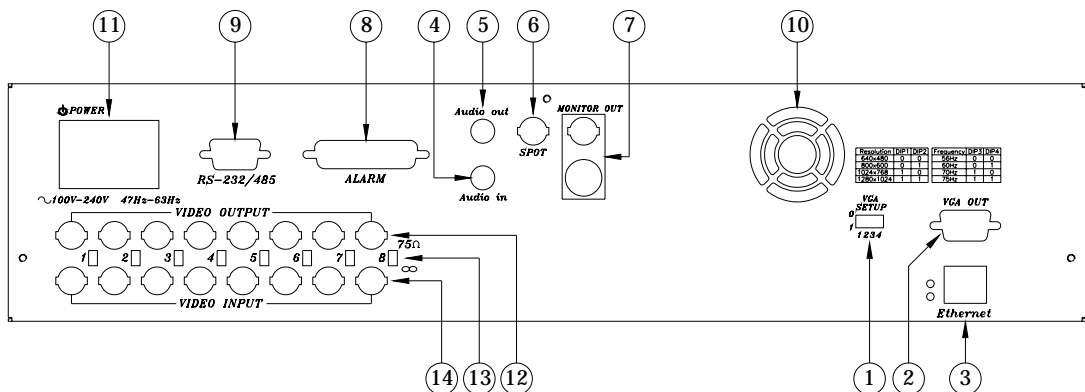 11 9 8 4 5 6 7 10
POWER
Audio out
MONITOR OUT
SPOT
RS-232/485
ALARM
Audio in
Resolution DIP1 DIP2
640x480 0 0
800x600 0 1
1024x768 1 0
1280x1024 1 1
Frequency DIP3 DIP4
56Hz 0 0
60Hz 0 1
70Hz 1 0
75Hz 1 1
~100V-240V 47Hz-63Hz
VIDEO OUTPUT
75Ω
1 2 3 4 5 6 7 8
∞
VIDEO INPUT
VGA
SETUP
0
1
1234
VGA OUT
Ethernet
14 13 12 1 2 3